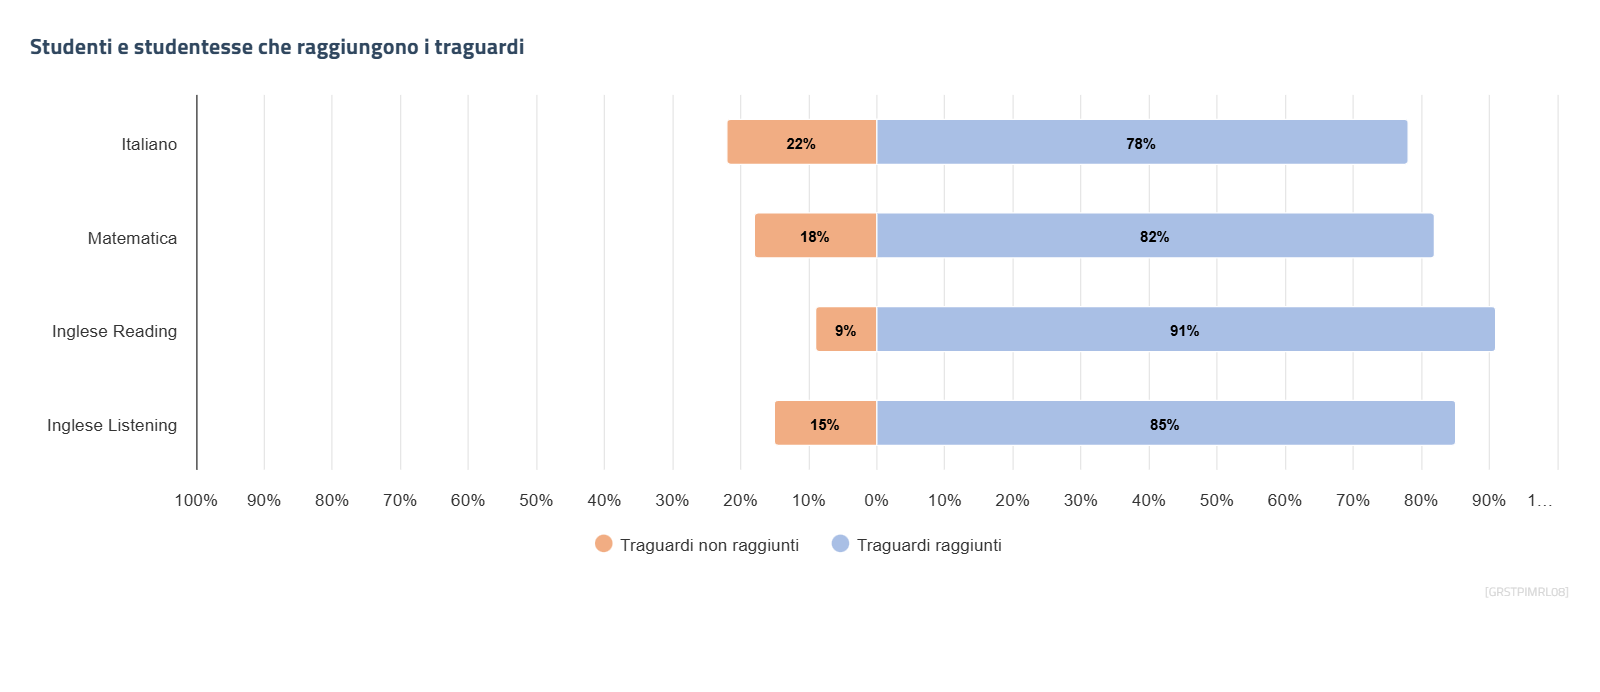 Studenti e studentesse che raggiungono i traguardi
Italiano
22%
78%
Matematica
18%
82%
Inglese Reading
9%
91%
Inglese Listening
15%
85%
100% 90% 80% 70% 60% 50% 40% 30% 20% 10% 0% 10% 20% 30% 40% 50% 60% 70% 80% 90% 1...
Traguardi non raggiunti Traguardi raggiunti
[GRSTPIMRL08]